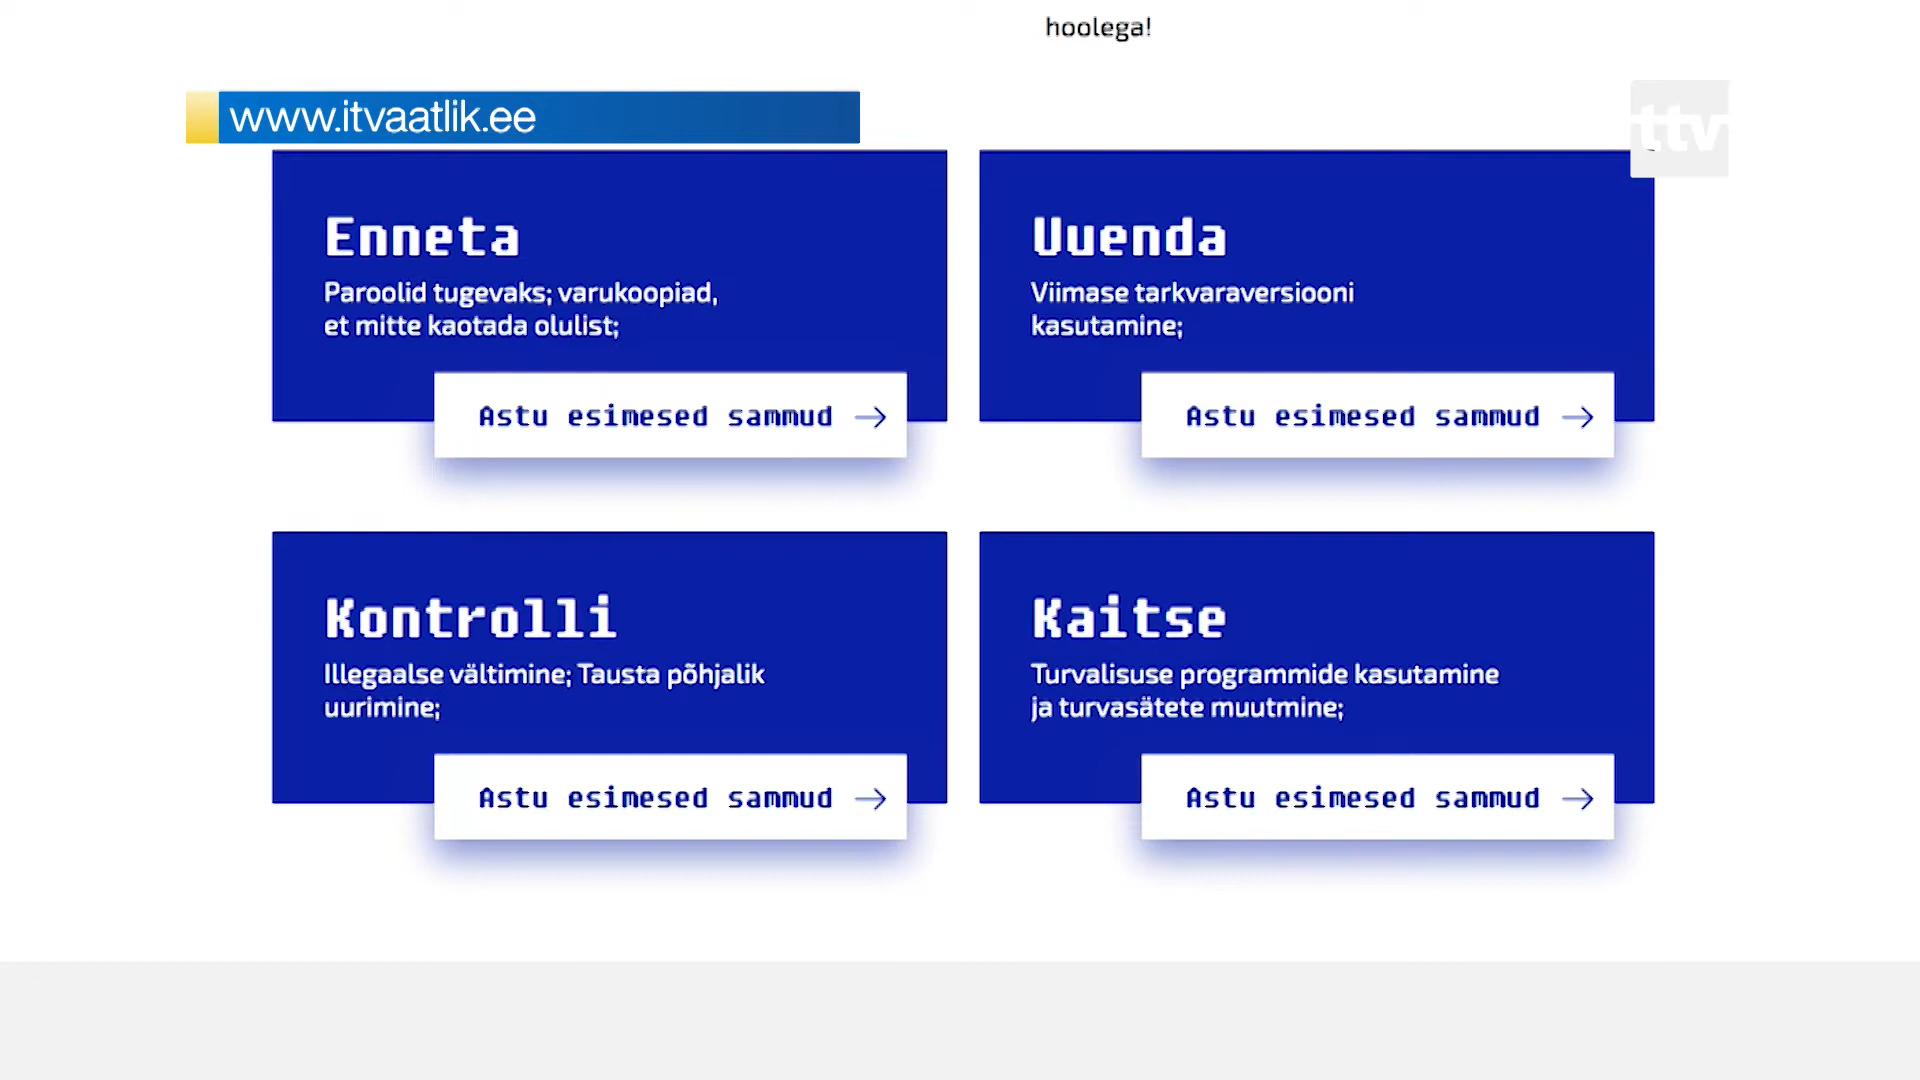 hoolega!
www.itvaatlik.ee
ttv
Enneta
Paroolid tugevaks; varukoopiad,
et mitte kaotada olulist;
Astu esimesed sammud
Uuenda
Viimase tarkvaraversiooni
kasutamine;
Astu esimesed sammud
Kontrolli
Illegaalse vältimine; Tausta põhjalik
uurimine;
Astu esimesed sammud
Kaitse
Turvalisuse programmide kasutamine
ja turvasätete muutmine;
Astu esimesed sammud